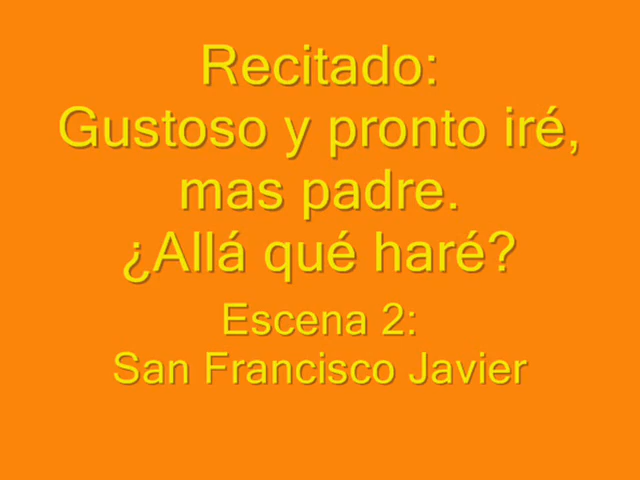 Recitado:
Gustoso y pronto iré,
mas padre.
¿Allá qué haré?
Escena 2:
San Francisco Javier